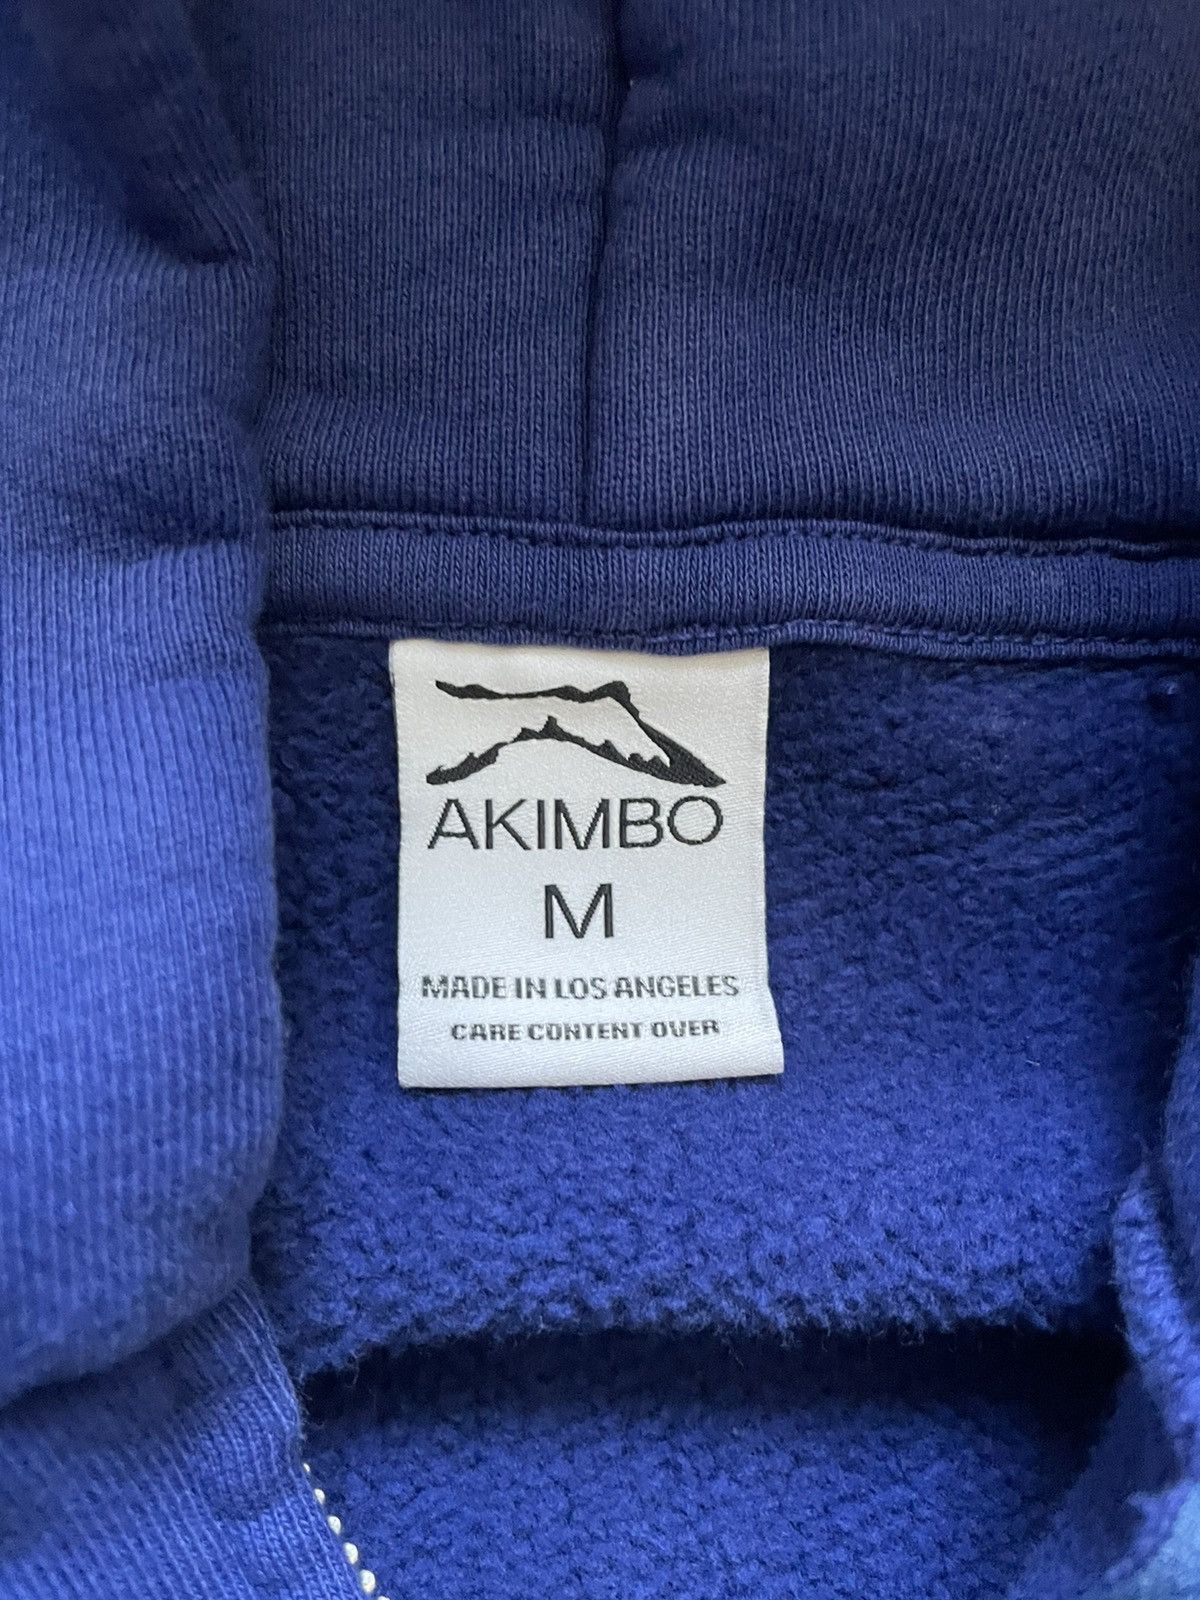 AKIMBO
M
MADE IN LOS ANGELES
CARE CONTENT OVER